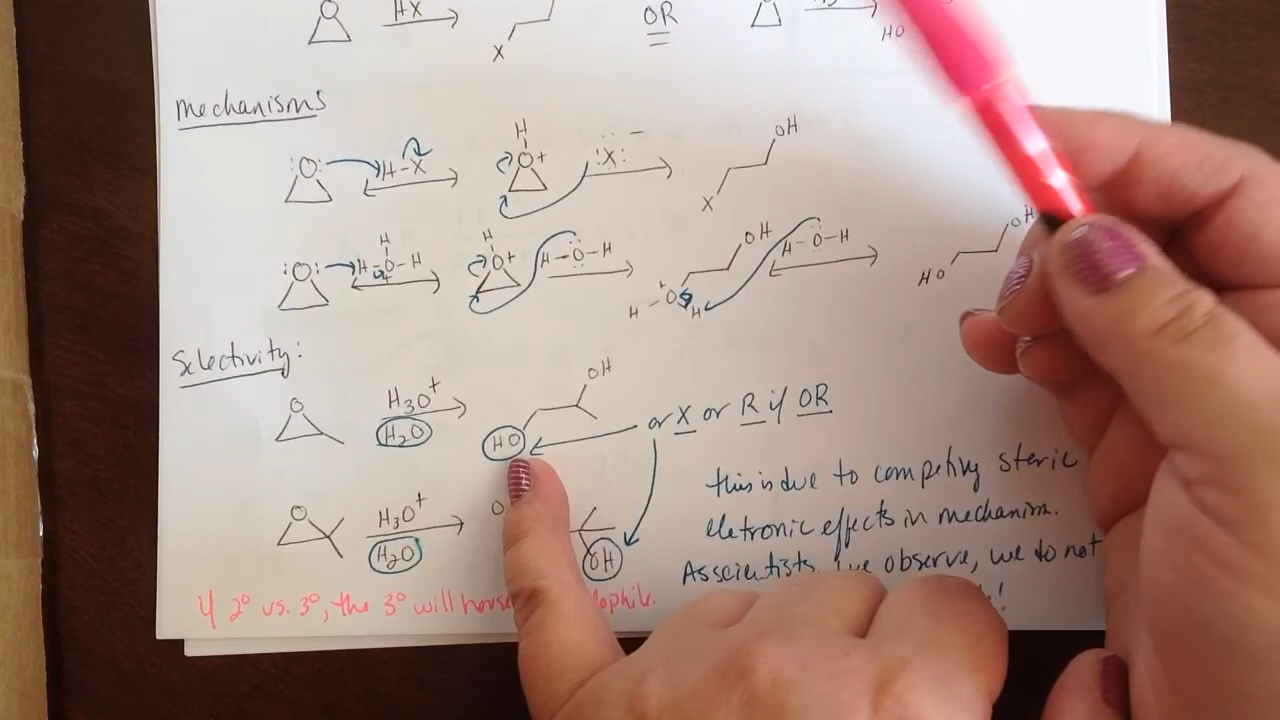 HX
X
OR
HO
Mechanisms
:O: H-X
H
O+
:X: -
OH
X
:O: H-O-H
H
+
H
O+
H-O-H
OH
+
H - O H
H-O-H
OH
HO
Selectivity:
O
H3O+
H2O
OH
HO
or X or R if OR
O
H3O+
H2O
O
OH
this is due to competing steric
eletronic effects in mechanism.
As scientists, we observe, we do not
!
if 2° vs. 3°, the 3° will